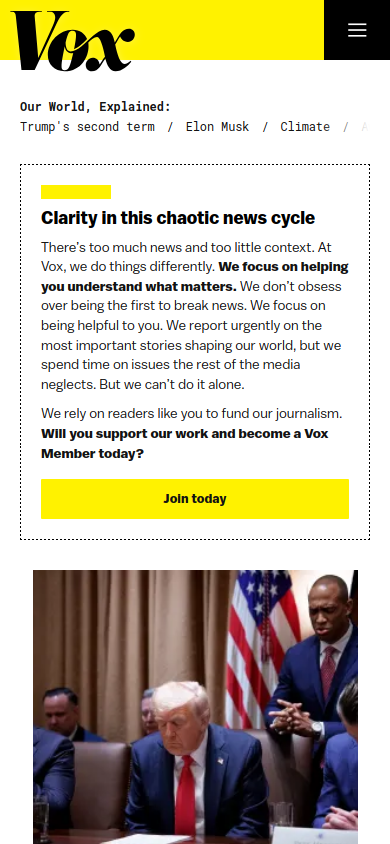 Vox
Our World, Explained:
Trump's second term / Elon Musk / Climate /
Clarity in this chaotic news cycle
There's too much news and too little context. At
Vox, we do things differently. We focus on helping
you understand what matters. We don't obsess
over being the first to break news. We focus on
being helpful to you. We report urgently on the
most important stories shaping our world, but we
spend time on issues the rest of the media
neglects. But we can't do it alone.
We rely on readers like you to fund our journalism.
Will you support our work and become a Vox
Member today?
Join today